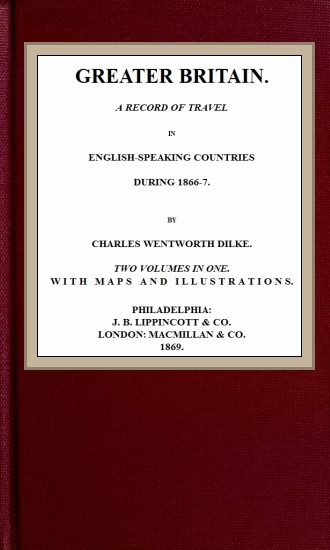 GREATER BRITAIN.
A RECORD OF TRAVEL
IN
ENGLISH-SPEAKING COUNTRIES
DURING 1866-7.
BY
CHARLES WENTWORTH DILKE.
TWO VOLUMES IN ONE.
WITH MAPS AND ILLUSTRATIONS.
PHILADELPHIA:
J. B. LIPPINCOTT & CO.
LONDON: MACMILLAN & CO.
1869.